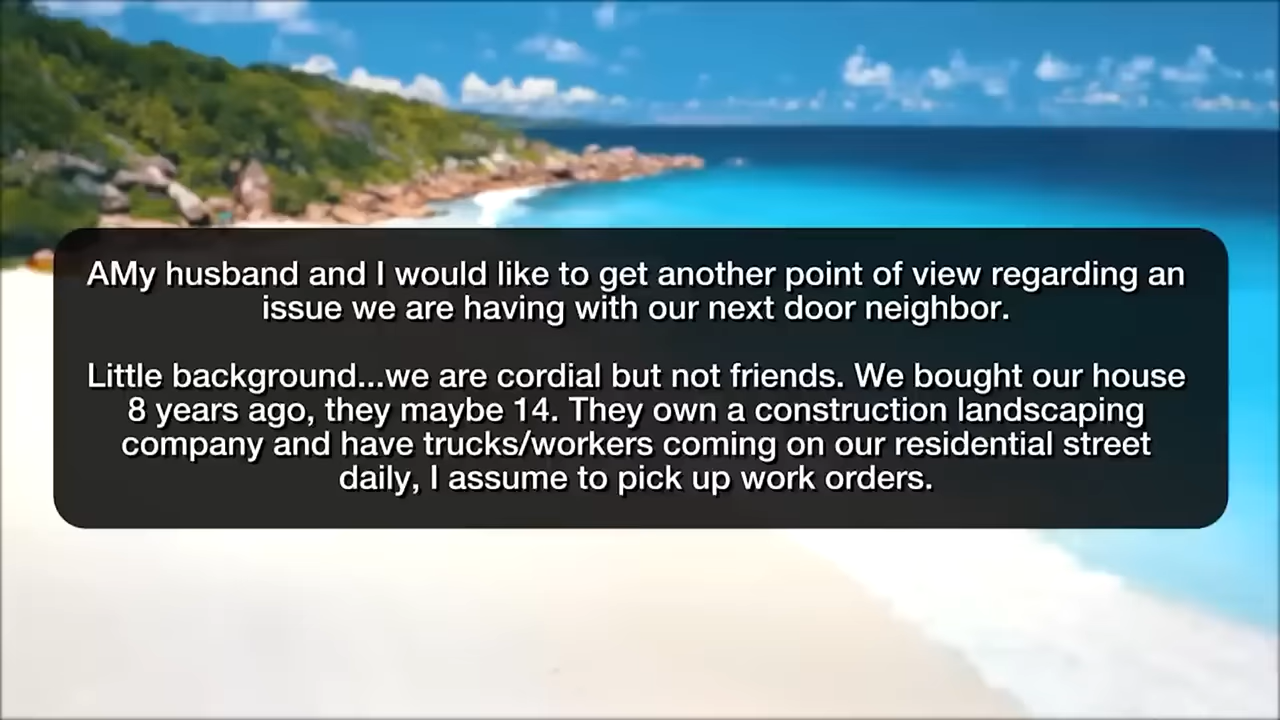 AMy husband and I would like to get another point of view regarding an
issue we are having with our next door neighbor.
Little background...we are cordial but not friends. We bought our house
8 years ago, they maybe 14. They own a construction landscaping
company and have trucks/workers coming on our residential street
daily, I assume to pick up work orders.